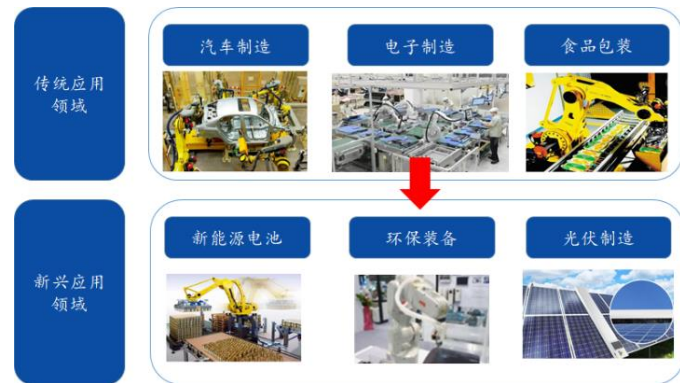 传统应用
领域
汽车制造
电子制造
食品包装
新兴应用
领域
新能源电池
环保装备
光伏制造